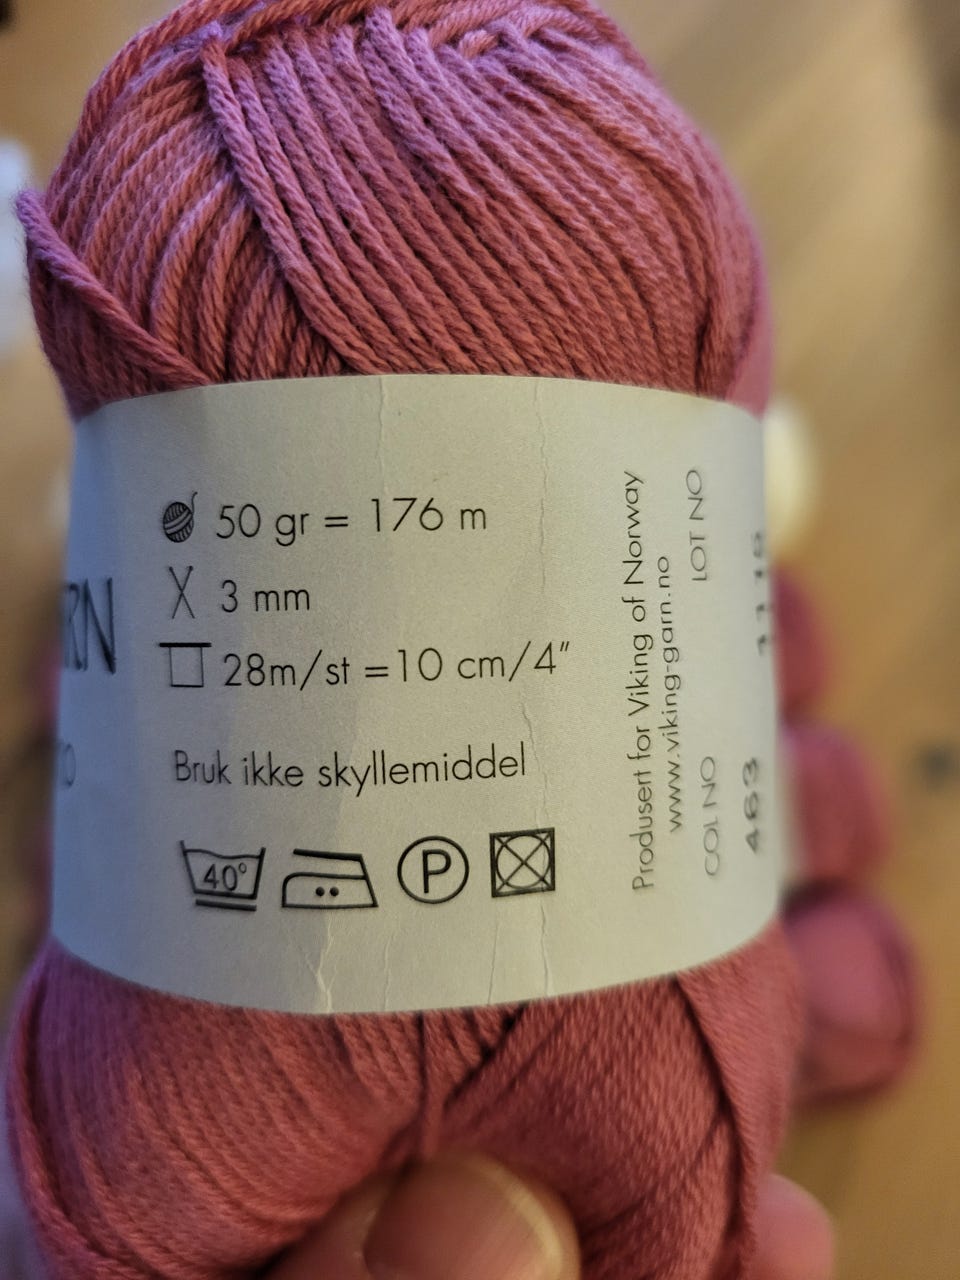 50 gr = 176 m
3 mm
28m/st =10 cm/4"
Bruk ikke skyllemiddel
40°
P
Produsert for Viking of Norway
www.viking-garn.no
COL NO LOT NO
463